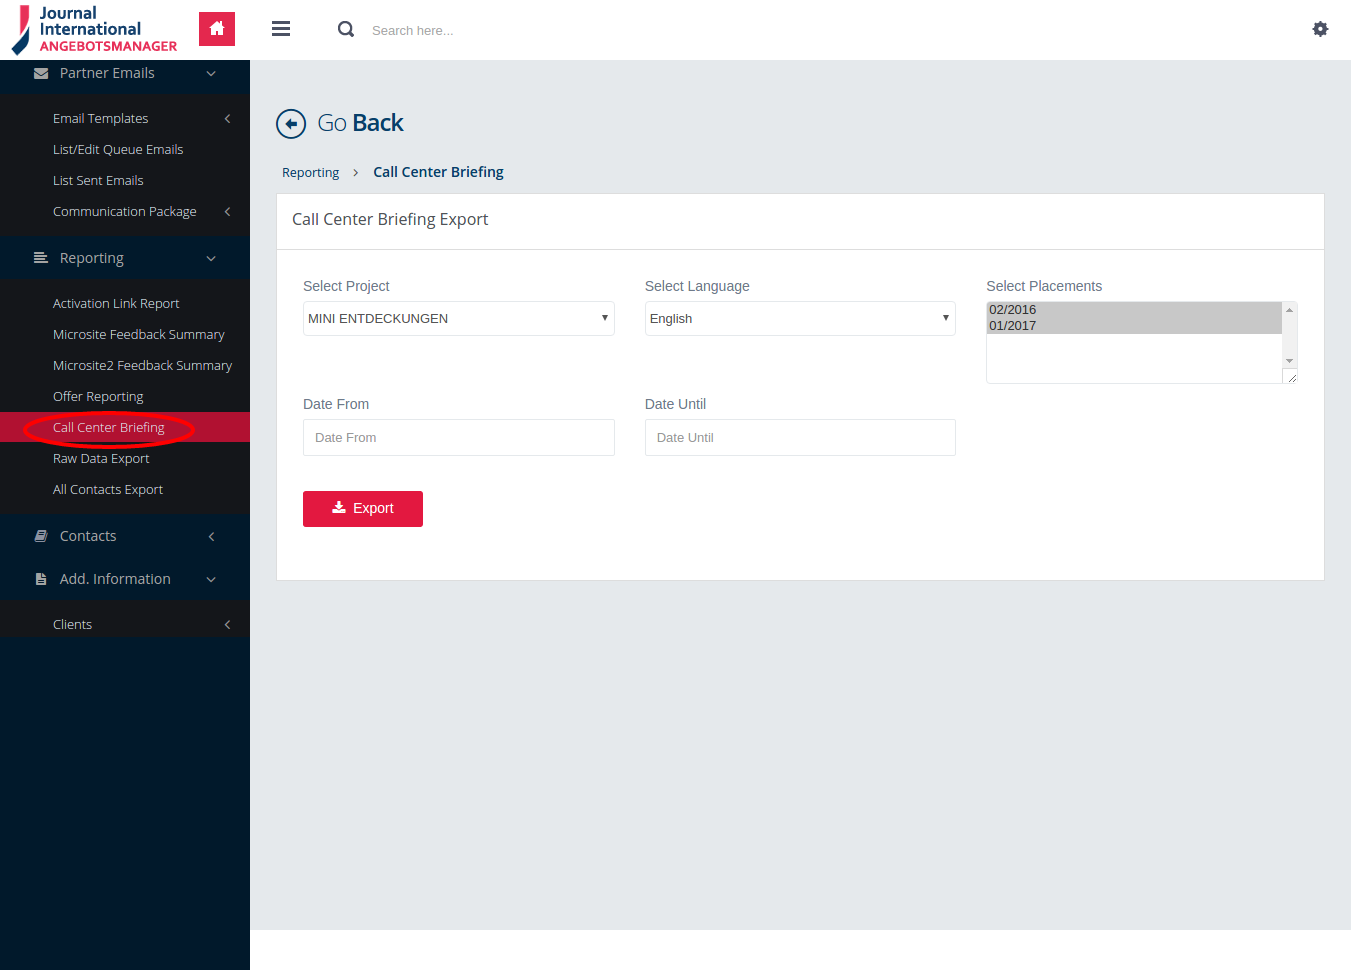 Journal
International
ANGEBOTSMANAGER
Search here...
Partner Emails
Email Templates
List/Edit Queue Emails
List Sent Emails
Communication Package
Reporting
Activation Link Report
Microsite Feedback Summary
Microsite2 Feedback Summary
Offer Reporting
Call Center Briefing
Raw Data Export
All Contacts Export
Contacts
Add. Information
Clients
Go Back
Reporting > Call Center Briefing
Call Center Briefing Export
Select Project
MINI ENTDECKUNGEN
Select Language
English
Select Placements
02/2016
01/2017
Date From
Date From
Date Until
Date Until
Export